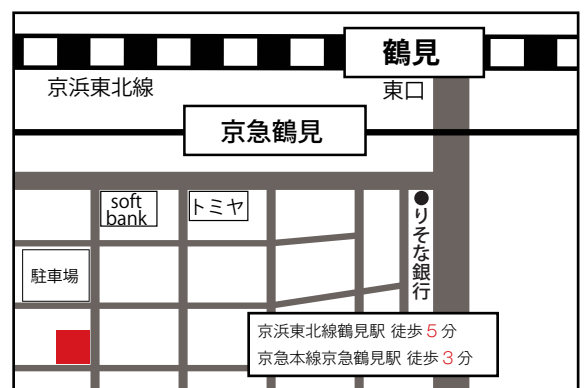 鶴見
京浜東北線
東口
京急鶴見
soft
bank
トミヤ
●りそな銀行
駐車場
京浜東北線鶴見駅 徒歩5分
京急本線京急鶴見駅 徒歩3分